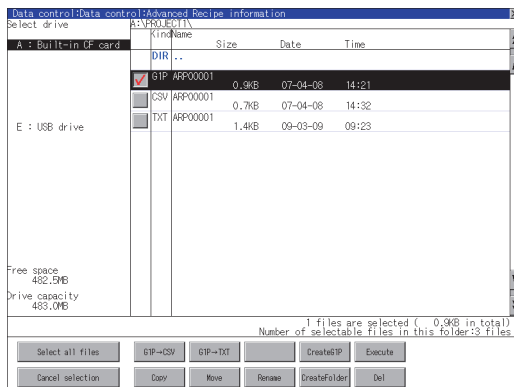 Data control:Data control:Advanced Recipe information
Select drive
A:\PROJECT1\
A : Built-in CF card
Kind Name
Size Date Time
DIR ..
G1P ARP00001
0.9KB 07-04-08 14:21
CSV ARP00001
0.7KB 07-04-08 14:32
TXT ARP00001
1.4KB 09-03-09 09:23
E : USB drive
Free space
482.5MB
Drive capacity
483.0MB
1 files are selected ( 0.9KB in total)
Number of selectable files in this folder:3 files
Select all files G1P→CSV G1P→TXT CreateG1P Execute
Cancel selection Copy Move Rename CreateFolder Del